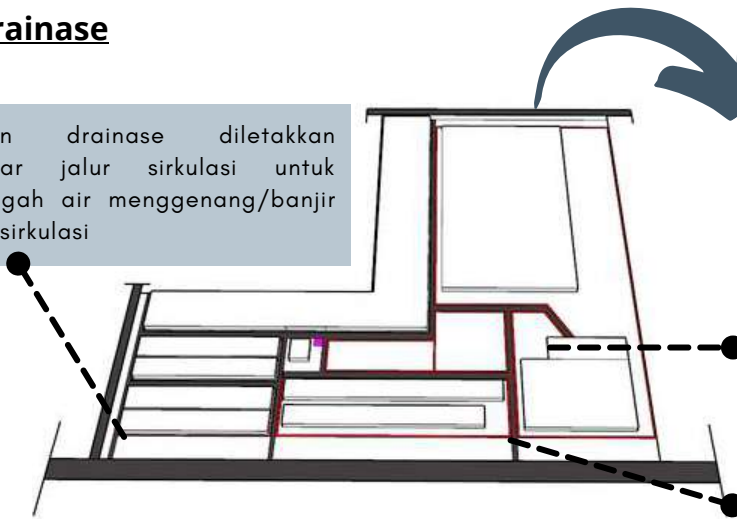 rainase
n drainase diletakkan
ar jalur sirkulasi untuk
gah air menggenang/banjir
sirkulasi